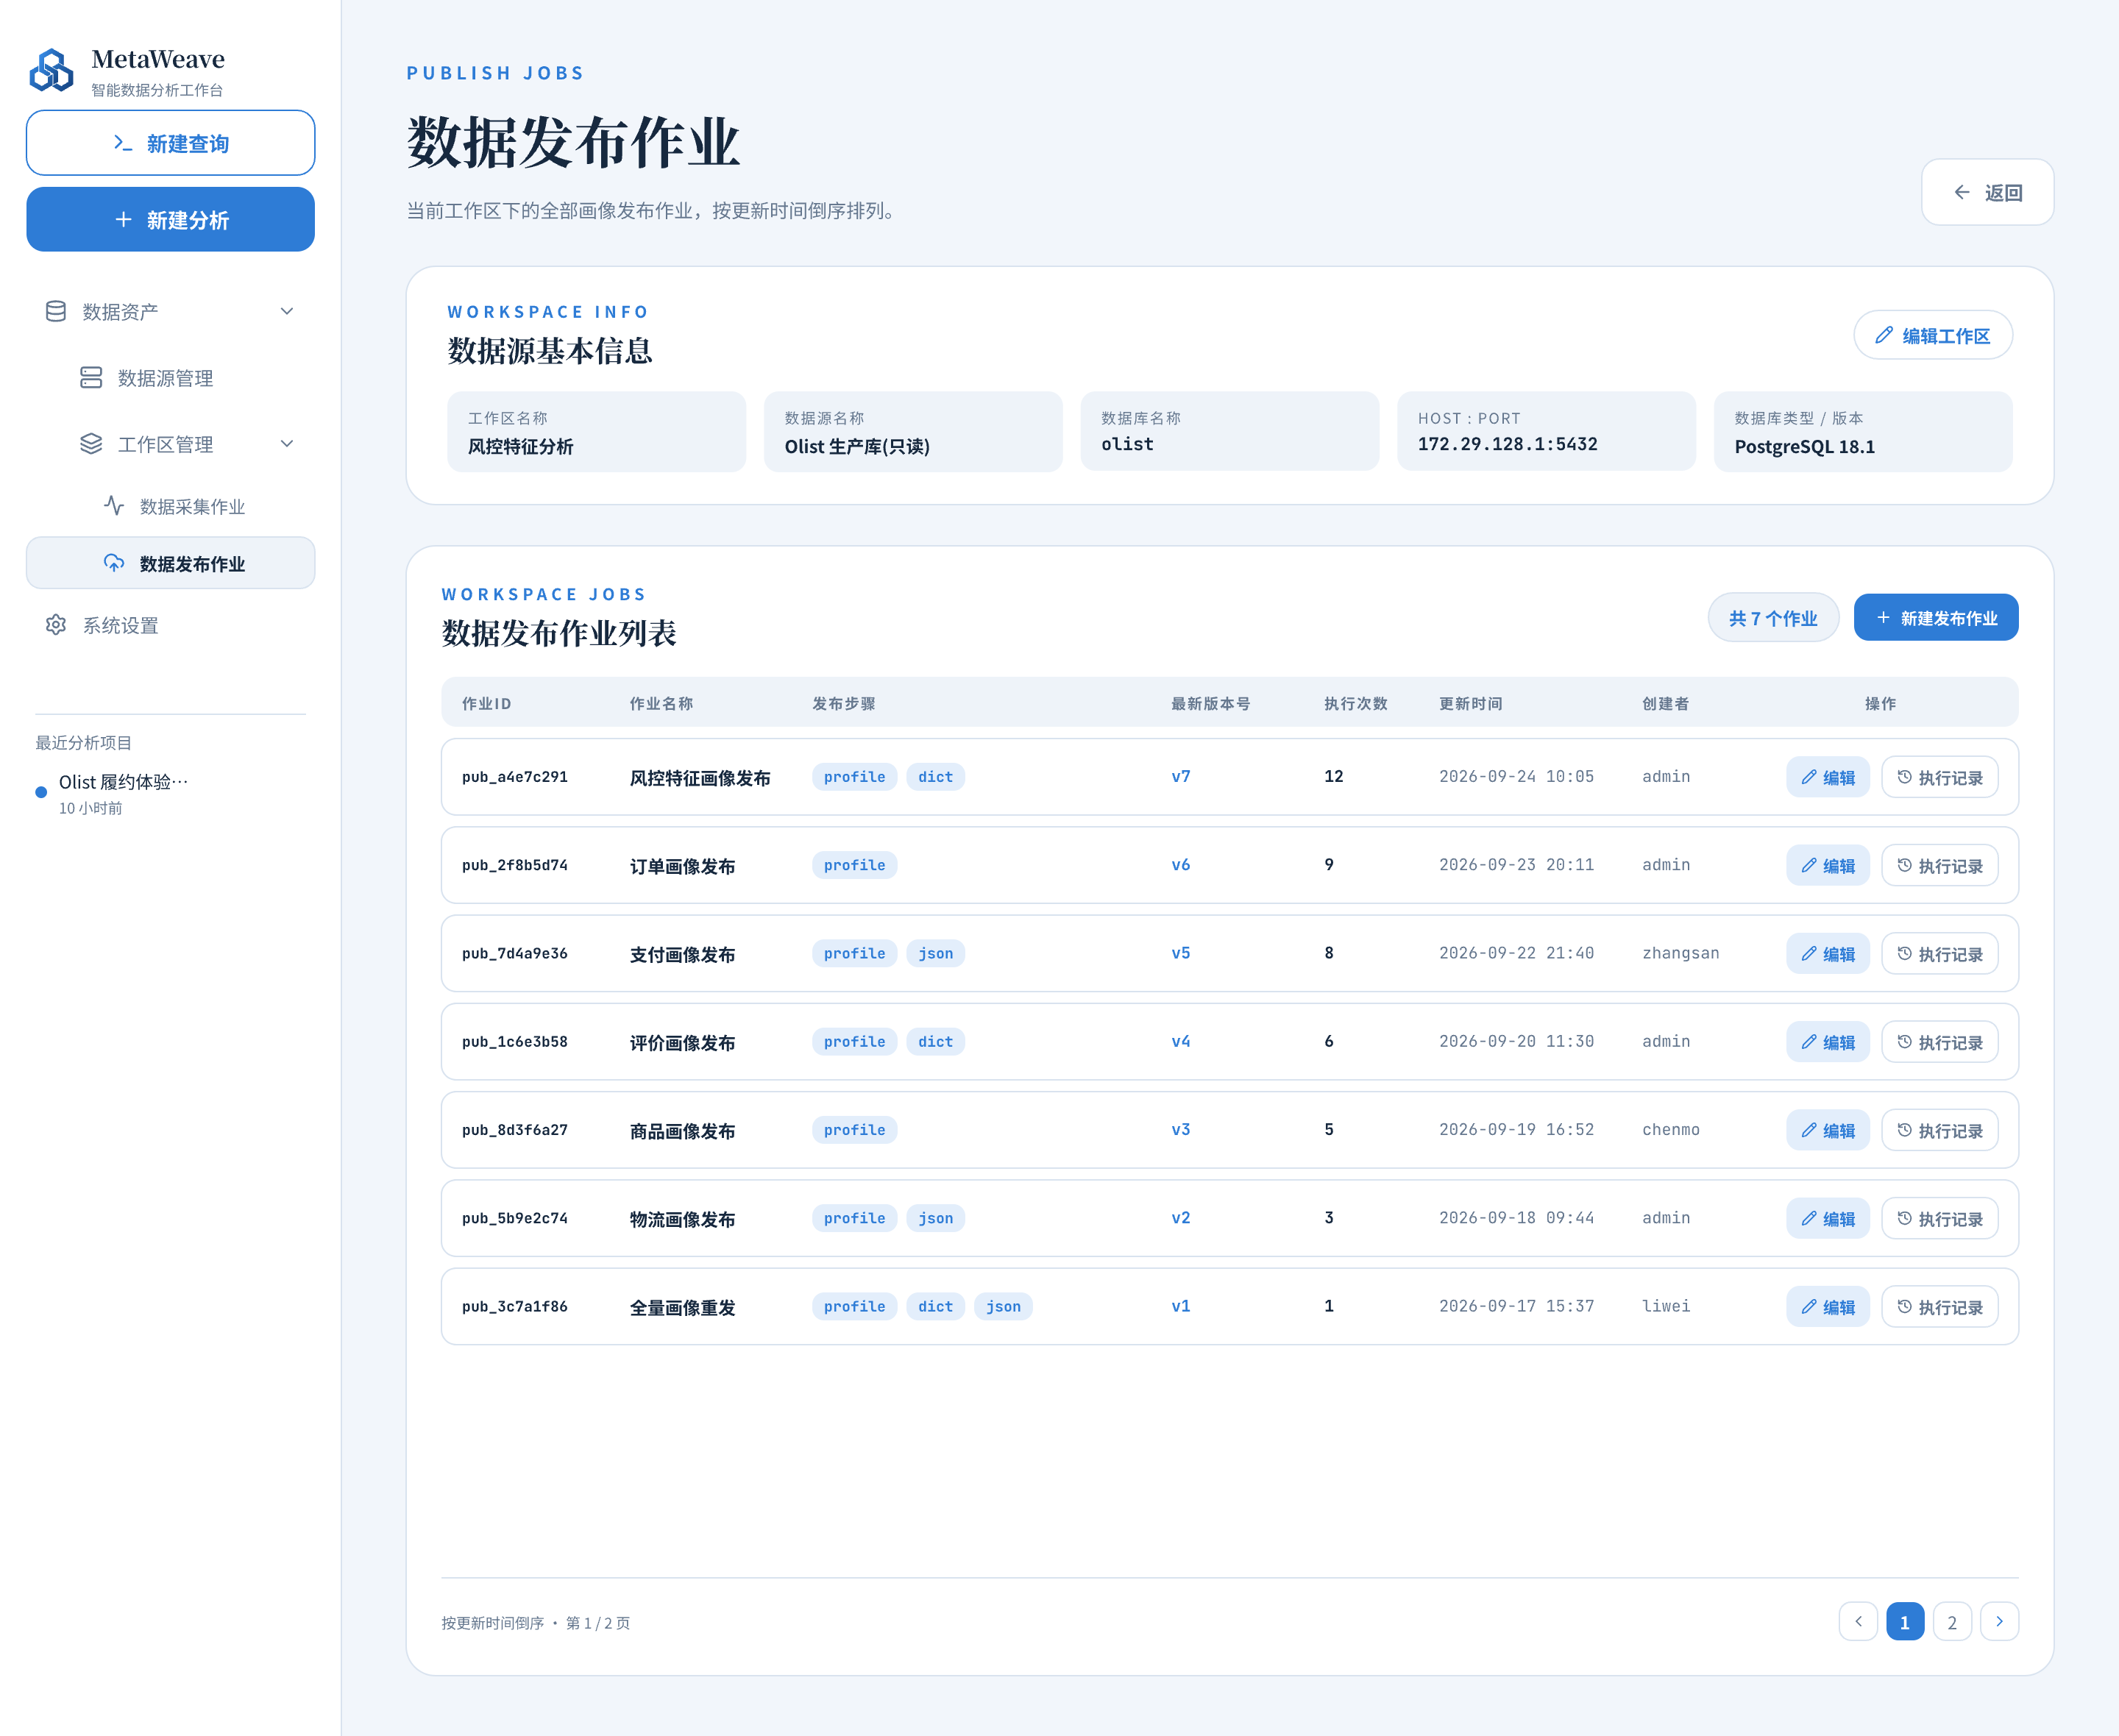 MetaWeave
智能数据分析工作台
新建查询
新建分析
数据资产
数据源管理
工作区管理
数据采集作业
数据发布作业
系统设置
最近分析项目
Olist 履约体验…
10 小时前
PUBLISH JOBS
数据发布作业
当前工作区下的全部画像发布作业，按更新时间倒序排列。
返回
WORKSPACE INFO
数据源基本信息
编辑工作区
工作区名称 数据源名称 数据库名称 HOST : PORT 数据库类型 / 版本
风控特征分析 Olist 生产库(只读) olist 172.29.128.1:5432 PostgreSQL 18.1
WORKSPACE JOBS
数据发布作业列表
共 7 个作业 新建发布作业
作业ID 作业名称 发布步骤 最新版本号 执行次数 更新时间 创建者 操作
pub_a4e7c291 风控特征画像发布 profile dict v7 12 2026-09-24 10:05 admin 编辑 执行记录
pub_2f8b5d74 订单画像发布 profile v6 9 2026-09-23 20:11 admin 编辑 执行记录
pub_7d4a9e36 支付画像发布 profile json v5 8 2026-09-22 21:40 zhangsan 编辑 执行记录
pub_1c6e3b58 评价画像发布 profile dict v4 6 2026-09-20 11:30 admin 编辑 执行记录
pub_8d3f6a27 商品画像发布 profile v3 5 2026-09-19 16:52 chenmo 编辑 执行记录
pub_5b9e2c74 物流画像发布 profile json v2 3 2026-09-18 09:44 admin 编辑 执行记录
pub_3c7a1f86 全量画像重发 profile dict json v1 1 2026-09-17 15:37 liwei 编辑 执行记录
按更新时间倒序 · 第 1 / 2 页
1 2